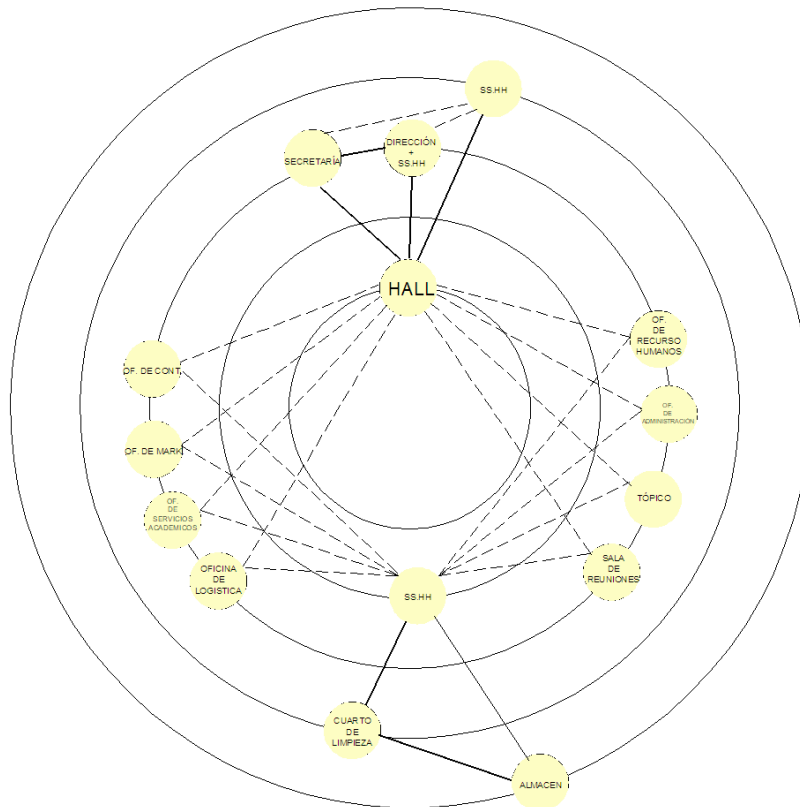 SS.HH
DIRECCIÓN
+
SS.HH
SECRETARÍA
HALL
OF.
DE
RECURSO
HUMANOS
OF. DE CONT.
OF.
DE
ADMINISTRACION
OF. DE MARK.
TÓPICO
OF.
DE
SERVICIOS
ACADEMICOS
SALA
DE
REUNIONES
OFICINA
DE
LOGISTICA
SS.HH
CUARTO
DE
LIMPIEZA
ALMACEN